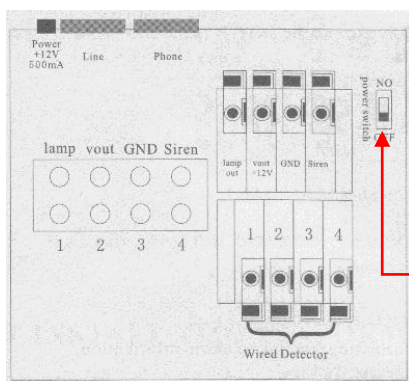 Power
+12V
500mA
Line
Phone
NO
power switch
OFF
lamp vout GND Siren
lamp
out
vout
+12V
GND
Siren
1 2 3 4
1 2 3 4
Wired Detector